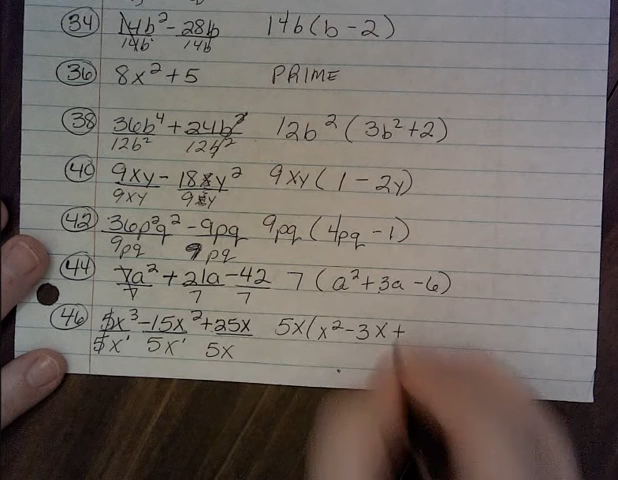 34 14b² - 28b 14b(b - 2)
14b 14b
36 8x² + 5 PRIME
38 36b⁴ + 24b² 12b² (3b² + 2)
12b² 12b²
40 9xy - 18xy² 9xy (1 - 2y)
9xy 9xy
42 36p²q² - 9pq 9pq (4pq - 1)
9pq 9pq
44 7a² + 21a - 42 7 (a² + 3a - 6)
7 7 7
46 5x³ - 15x² + 25x 5x(x² - 3x +
5x¹ 5x¹ 5x